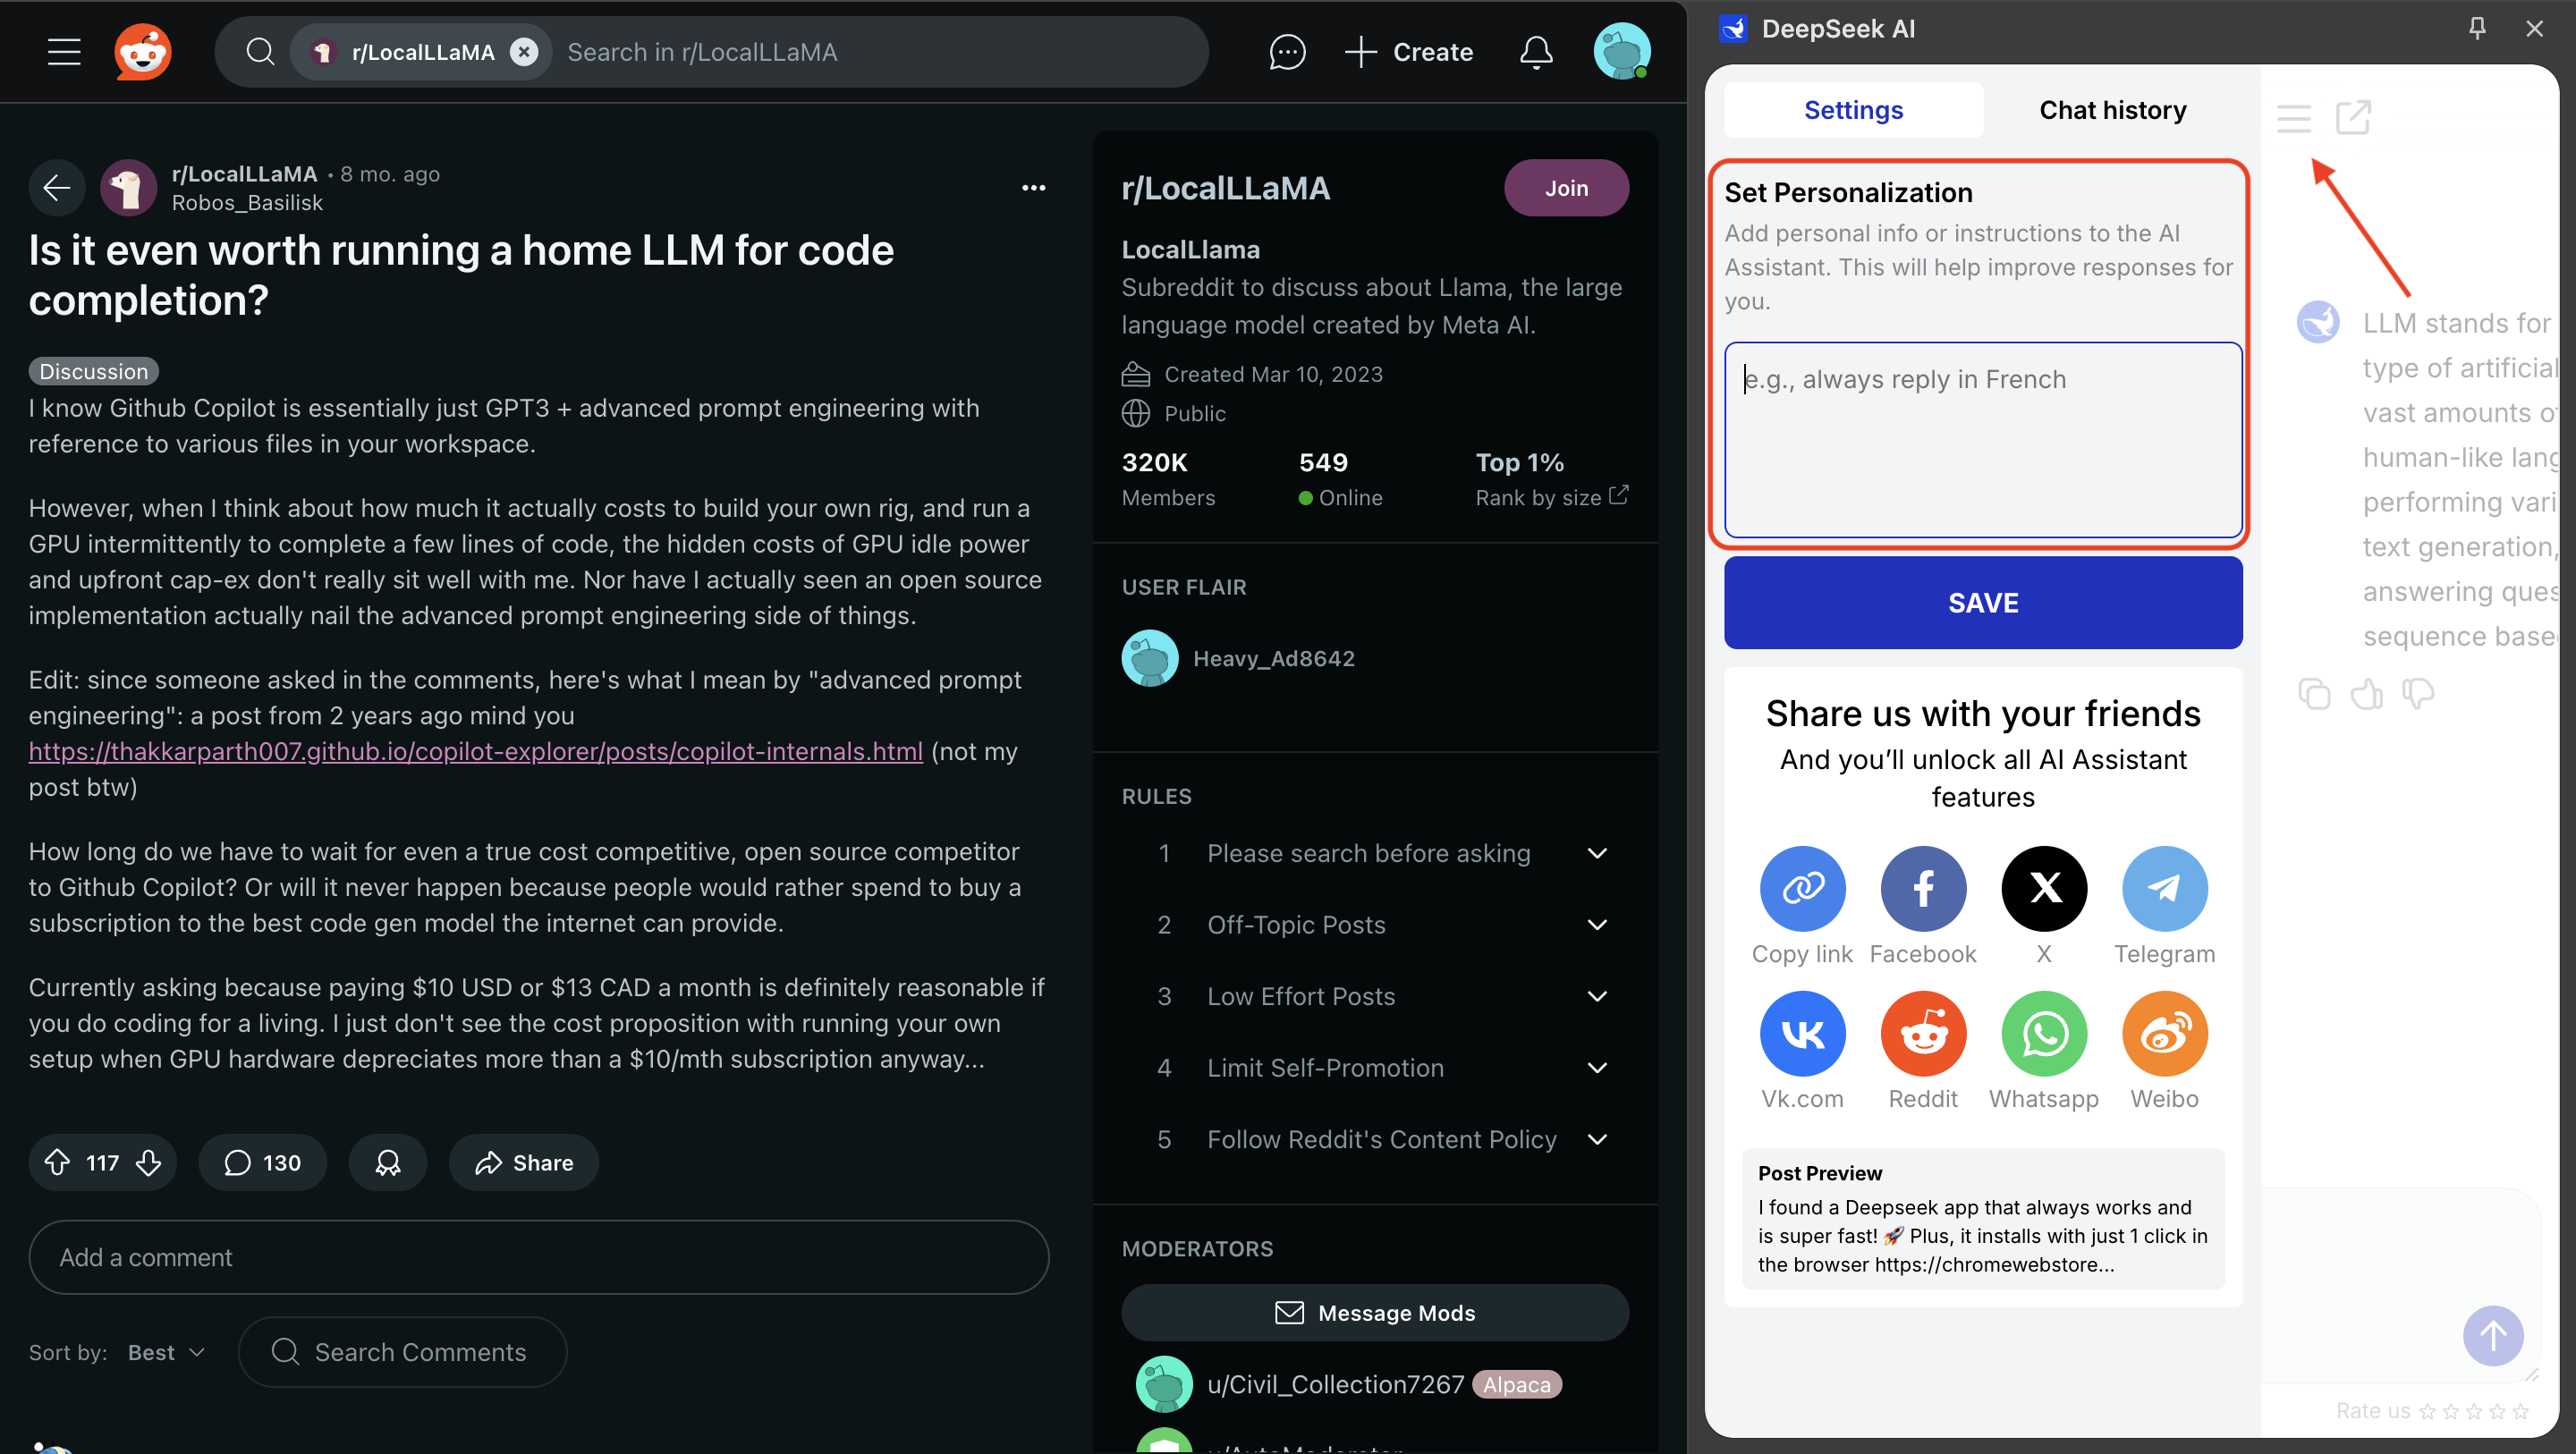 r/LocalLLaMA
Search in r/LocalLLaMA
Create
r/LocalLLaMA • 8 mo. ago
Robos_Basilisk
Is it even worth running a home LLM for code
completion?
Discussion
I know Github Copilot is essentially just GPT3 + advanced prompt engineering with
reference to various files in your workspace.
However, when I think about how much it actually costs to build your own rig, and run a
GPU intermittently to complete a few lines of code, the hidden costs of GPU idle power
and upfront cap-ex don't really sit well with me. Nor have I actually seen an open source
implementation actually nail the advanced prompt engineering side of things.
Edit: since someone asked in the comments, here's what I mean by "advanced prompt
engineering": a post from 2 years ago mind you
https://thakkarparth007.github.io/copilot-explorer/posts/copilot-internals.html (not my
post btw)
How long do we have to wait for even a true cost competitive, open source competitor
to Github Copilot? Or will it never happen because people would rather spend to buy a
subscription to the best code gen model the internet can provide.
Currently asking because paying $10 USD or $13 CAD a month is definitely reasonable if
you do coding for a living. I just don't see the cost proposition with running your own
setup when GPU hardware depreciates more than a $10/mth subscription anyway...
117
130
Share
Add a comment
Sort by: Best
Search Comments
r/LocalLLaMA
Join
LocalLlama
Subreddit to discuss about Llama, the large
language model created by Meta AI.
Created Mar 10, 2023
Public
320K 549 Top 1%
Members Online Rank by size
USER FLAIR
Heavy_Ad8642
RULES
1 Please search before asking
2 Off-Topic Posts
3 Low Effort Posts
4 Limit Self-Promotion
5 Follow Reddit's Content Policy
MODERATORS
Message Mods
u/Civil_Collection7267 Alpaca
u/AutoModerator
DeepSeek AI
Settings Chat history
Set Personalization
Add personal info or instructions to the AI
Assistant. This will help improve responses for
you.
e.g., always reply in French
SAVE
Share us with your friends
And you’ll unlock all AI Assistant
features
Copy link Facebook X Telegram
Vk.com Reddit Whatsapp Weibo
Post Preview
I found a Deepseek app that always works and
is super fast! 🚀 Plus, it installs with just 1 click in
the browser https://chromewebstore...
LLM stands for
type of artificial
vast amounts of
human-like lang
performing vari
text generation,
answering ques
sequence base
Rate us